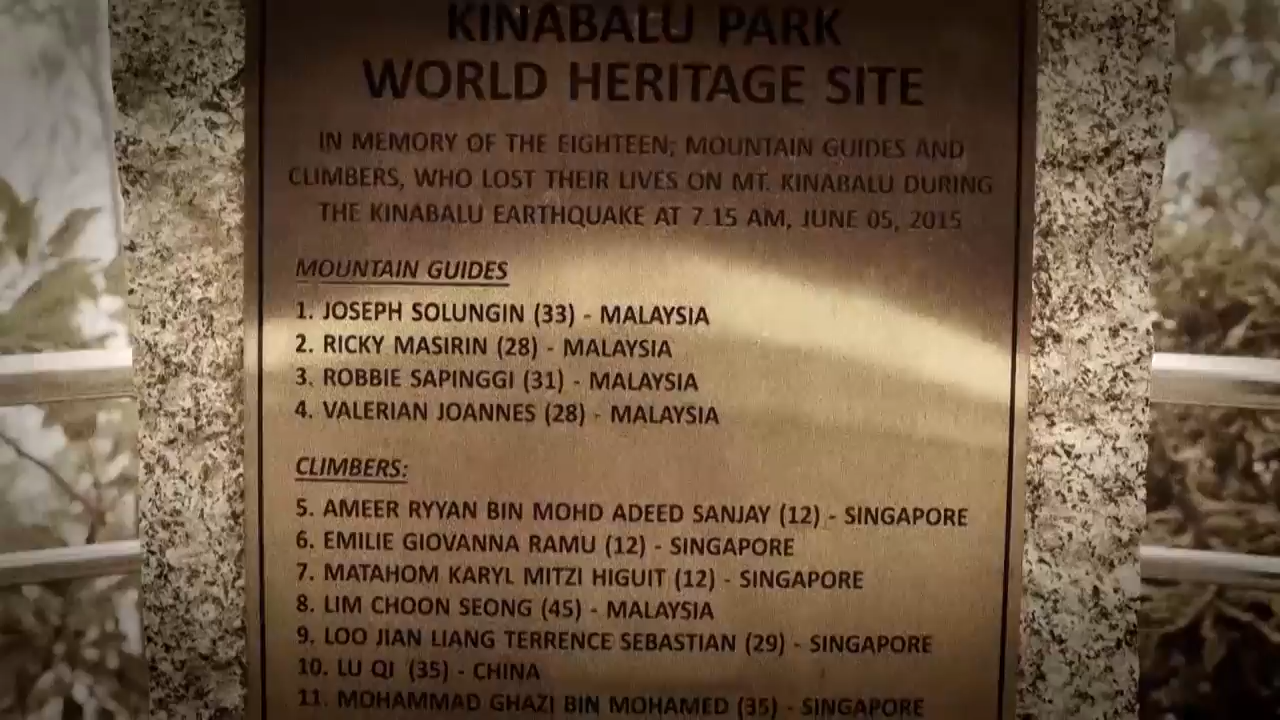 KINABALU PARK
WORLD HERITAGE SITE
IN MEMORY OF THE EIGHTEEN; MOUNTAIN GUIDES AND
CLIMBERS, WHO LOST THEIR LIVES ON MT. KINABALU DURING
THE KINABALU EARTHQUAKE AT 7.15 AM, JUNE 05, 2015
MOUNTAIN GUIDES
1. JOSEPH SOLUNGIN (33) - MALAYSIA
2. RICKY MASIRIN (28) - MALAYSIA
3. ROBBIE SAPINGGI (31) - MALAYSIA
4. VALERIAN JOANNES (28) - MALAYSIA
CLIMBERS:
5. AMEER RYYAN BIN MOHD ADEED SANJAY (12) - SINGAPORE
6. EMILIE GIOVANNA RAMU (12) - SINGAPORE
7. MATAHOM KARYL MITZI HIGUIT (12) - SINGAPORE
8. LIM CHOON SEONG (45) - MALAYSIA
9. LOO JIAN LIANG TERRENCE SEBASTIAN (29) - SINGAPORE
10. LU QI (35) - CHINA
11. MOHAMMAD GHAZI BIN MOHAMED (35) - SINGAPORE